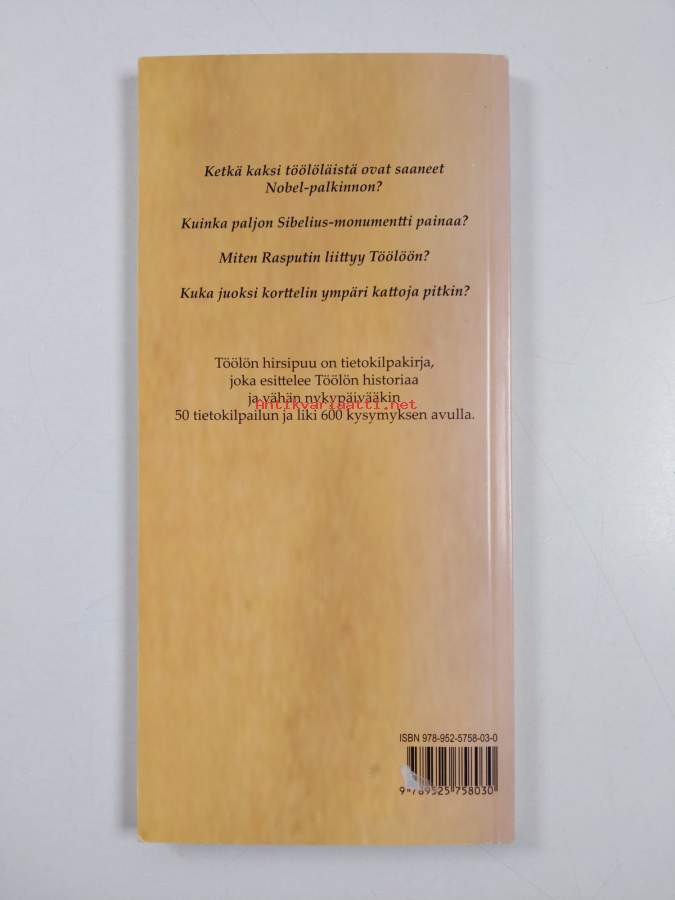 Ketkä kaksi töölöläistä ovat saaneet
Nobel-palkinnon?
Kuinka paljon Sibelius-monumentti painaa?
Miten Rasputin liittyy Töölöön?
Kuka juoksi korttelin ympäri kattoja pitkin?
Töölön hirsipuu on tietokilpakirja,
joka esittelee Töölön historiaa
ja vähän nykypäivääkin
Antikvariaatti.net
50 tietokilpailun ja liki 600 kysymyksen avulla.
ISBN 978-952-5758-03-0
9 789525 758030